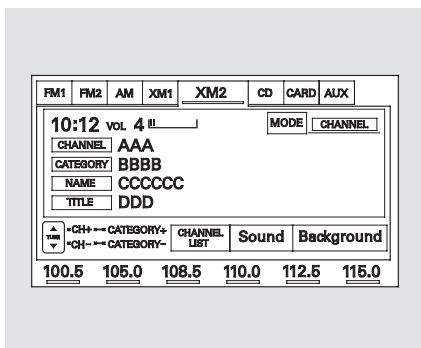 FM1 FM2 AM XM1 XM2 CD CARD AUX
10:12 VOL 4 MODE CHANNEL
CHANNEL AAA
CATEGORY BBBB
NAME CCCCCC
TITLE DDD
TUNE CH+ CATEGORY+ CHANNEL LIST Sound Background
CH- CATEGORY-
100.5 105.0 108.5 110.0 112.5 115.0